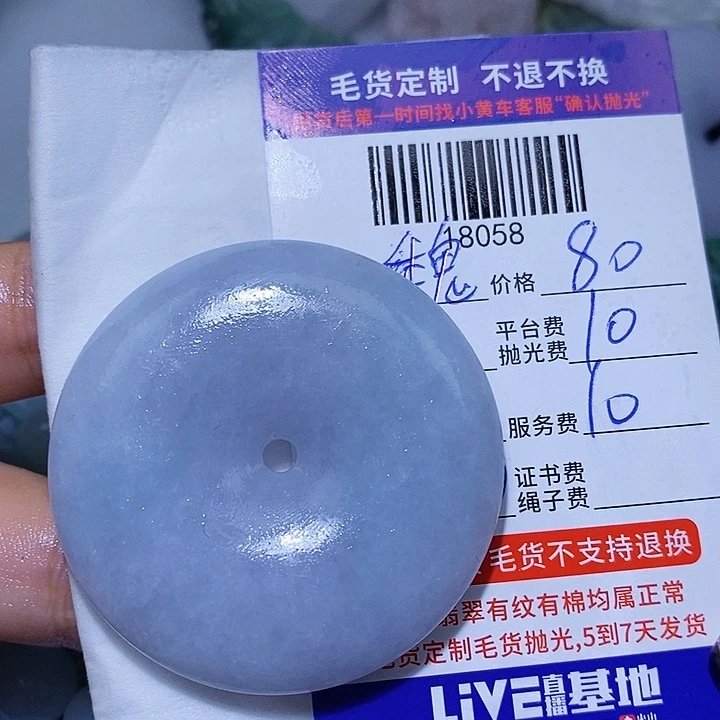 毛货定制 不退不换
货后第一时间找小黄车客服“确认抛光”
18058
魏 价格 80
平台费 10
抛光费
服务费 10
证书费
绳子费
毛货不支持退换
翡翠有纹有棉均属正常
货定制毛货抛光,5到7天发货
LiVE直播基地